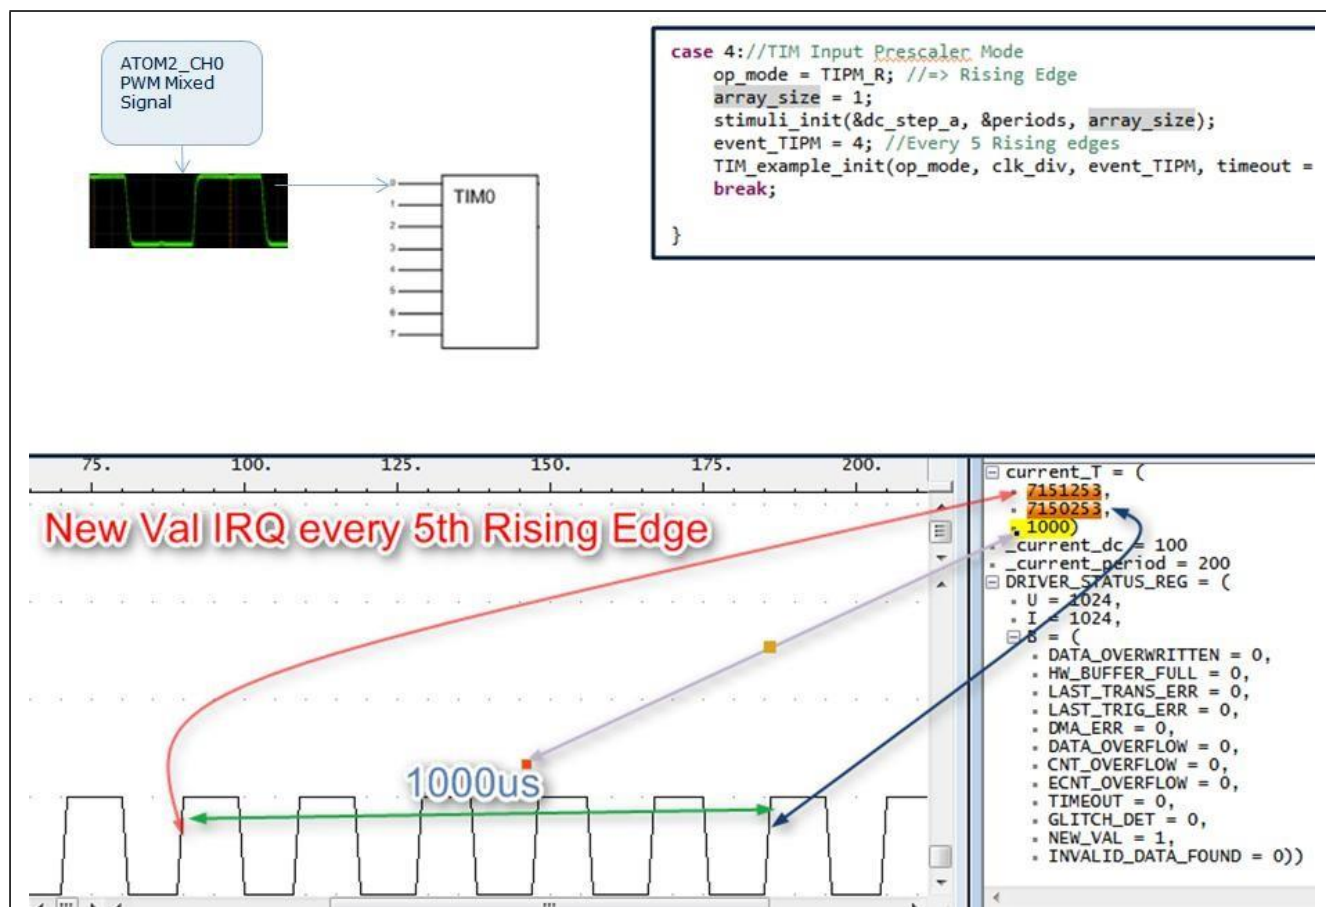 ATOM2_CH0
PWM Mixed
Signal
0
1
2
3
4
5
6
7
TIM0
case 4://TIM Input Prescaler Mode
op_mode = TIPM_R; //=> Rising Edge
array_size = 1;
stimuli_init(&dc_step_a, &periods, array_size);
event_TIPM = 4; //Every 5 Rising edges
TIM_example_init(op_mode, clk_div, event_TIPM, timeout =
break;
}
75. 100. 125. 150. 175. 200.
New Val IRQ every 5th Rising Edge
1000us
current_T = (
7151253,
7150253,
1000)
_current_dc = 100
_current_period = 200
DRIVER_STATUS_REG = (
U = 1024,
I = 1024,
B = (
DATA_OVERWRITTEN = 0,
HW_BUFFER_FULL = 0,
LAST_TRANS_ERR = 0,
LAST_TRIG_ERR = 0,
DMA_ERR = 0,
DATA_OVERFLOW = 0,
CNT_OVERFLOW = 0,
ECNT_OVERFLOW = 0,
TIMEOUT = 0,
GLITCH_DET = 0,
NEW_VAL = 1,
INVALID_DATA_FOUND = 0))